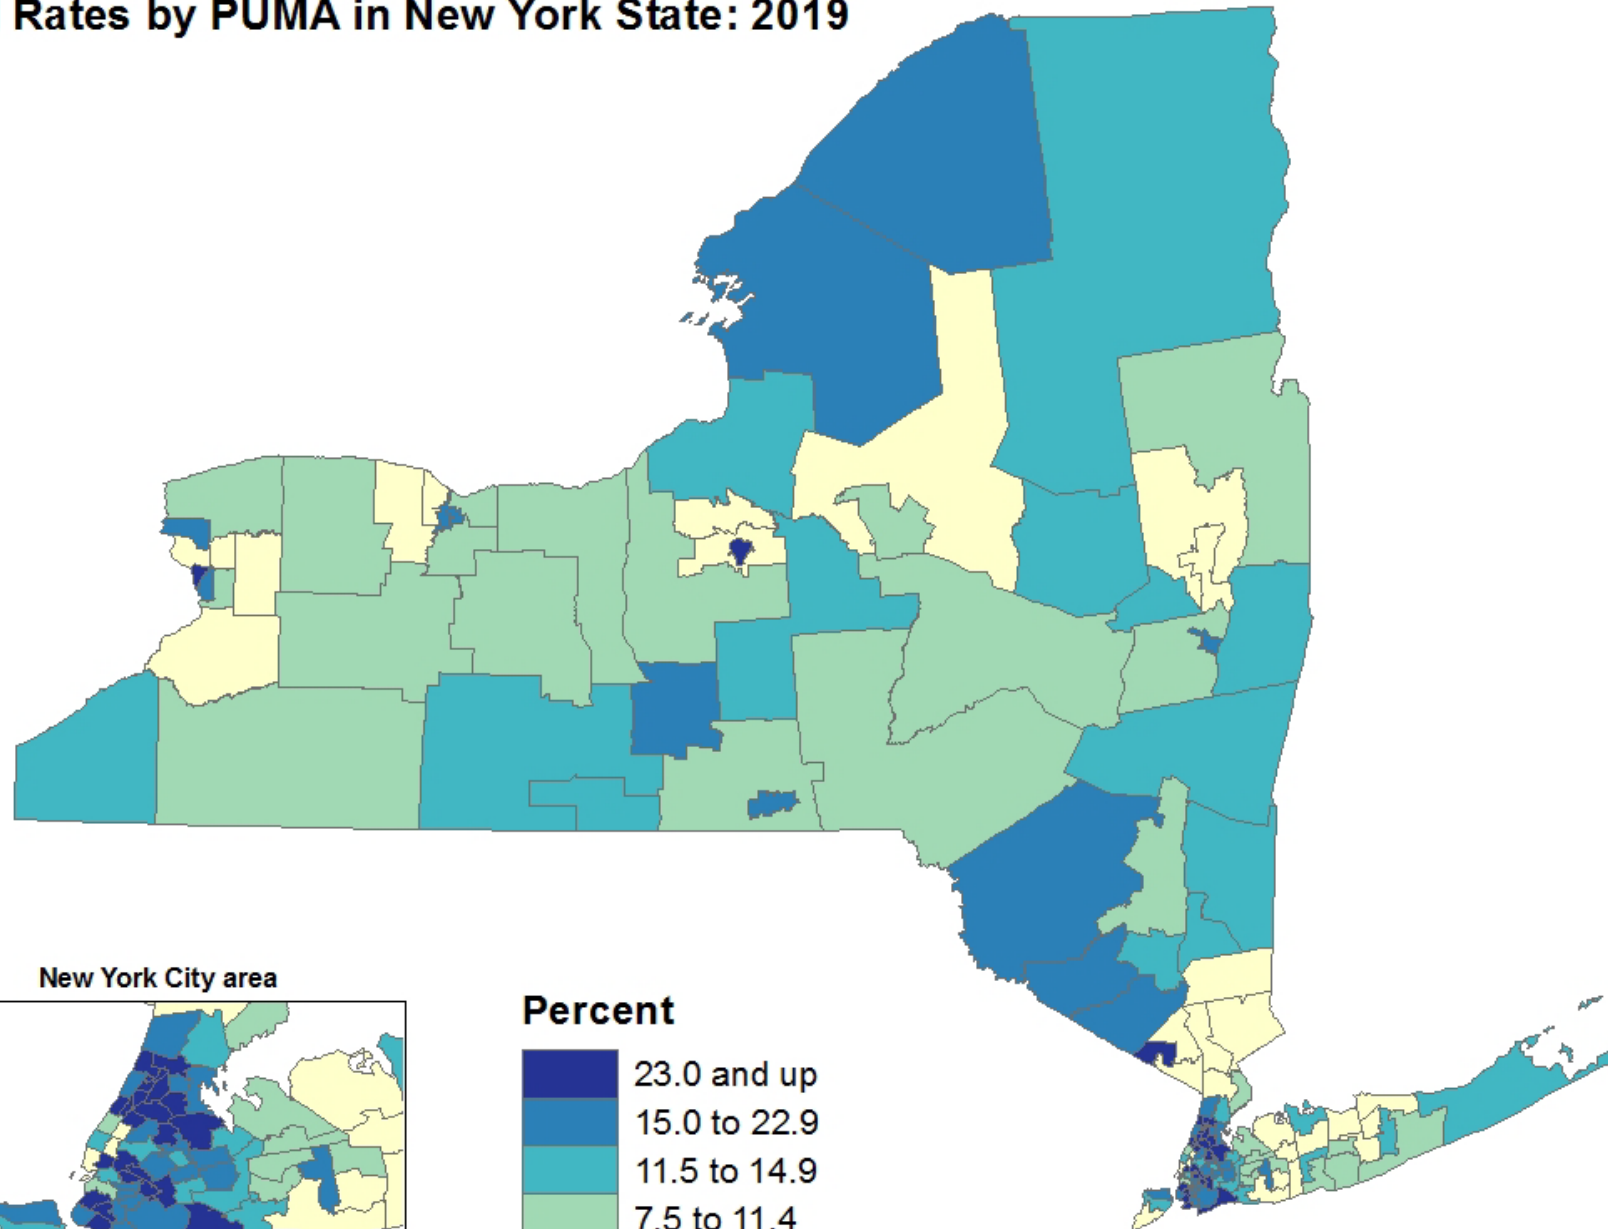 Rates by PUMA in New York State: 2019
New York City area
Percent
23.0 and up
15.0 to 22.9
11.5 to 14.9
7.5 to 11.4